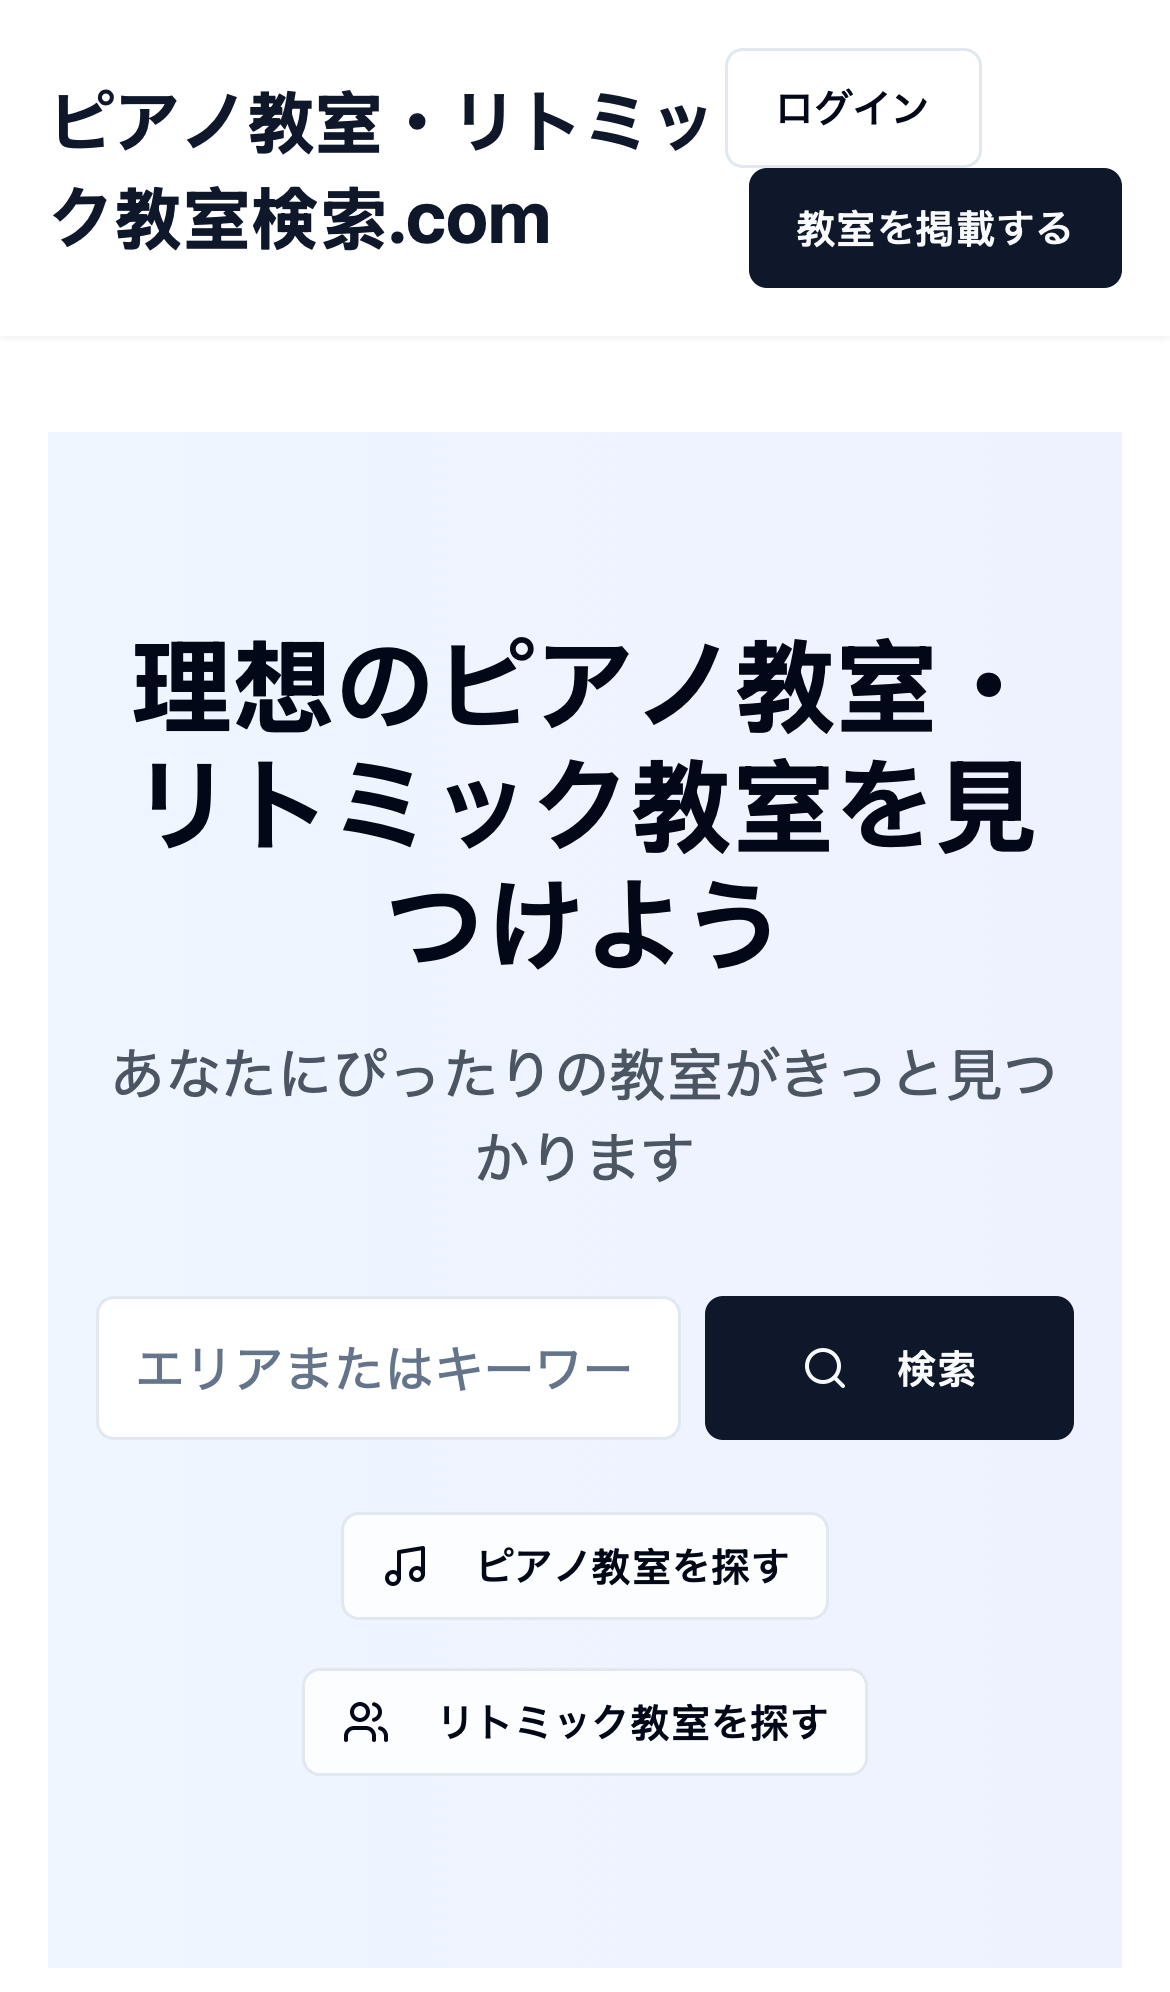 ピアノ教室・リトミッ
ク教室検索.com
ログイン
教室を掲載する
理想のピアノ教室・
リトミック教室を見
つけよう
あなたにぴったりの教室がきっと見つ
かります
エリアまたはキーワー
検索
ピアノ教室を探す
リトミック教室を探す